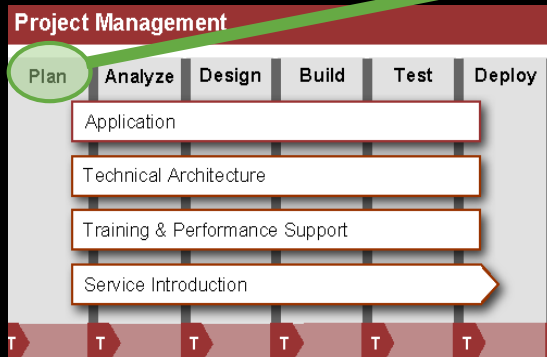 Project Management
Plan Analyze Design Build Test Deploy
Application
Technical Architecture
Training & Performance Support
Service Introduction
T T T T T T